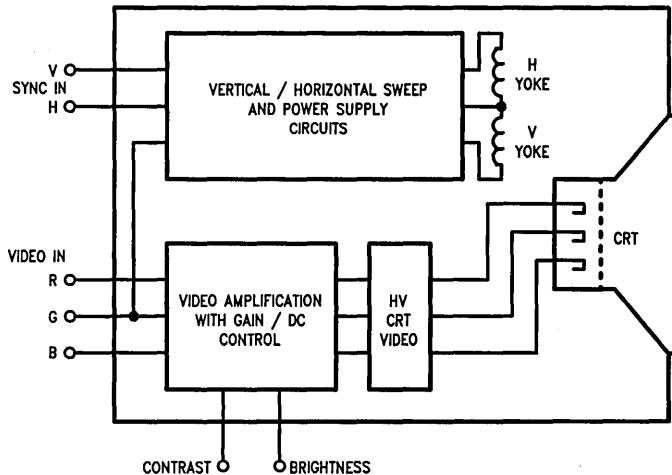 V
SYNC IN
H
VERTICAL / HORIZONTAL SWEEP
AND POWER SUPPLY
CIRCUITS
H
YOKE
V
YOKE
CRT
VIDEO IN
R
G
B
VIDEO AMPLIFICATION
WITH GAIN / DC
CONTROL
HV
CRT
VIDEO
CONTRAST
BRIGHTNESS